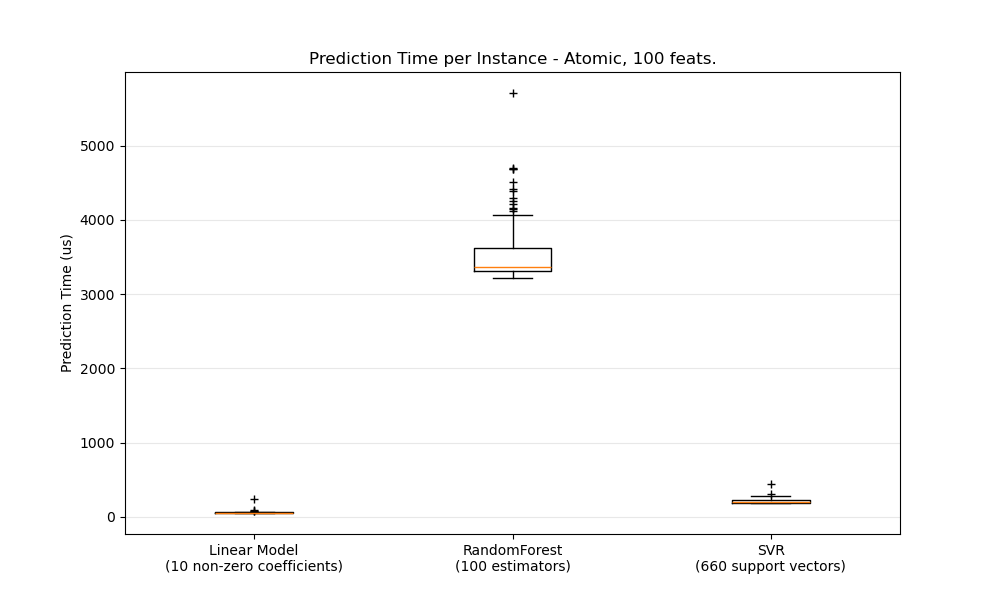 Prediction Time per Instance - Atomic, 100 feats.
Prediction Time (us)
5000
4000
3000
2000
1000
0
Linear Model
(10 non-zero coefficients)
RandomForest
(100 estimators)
SVR
(660 support vectors)